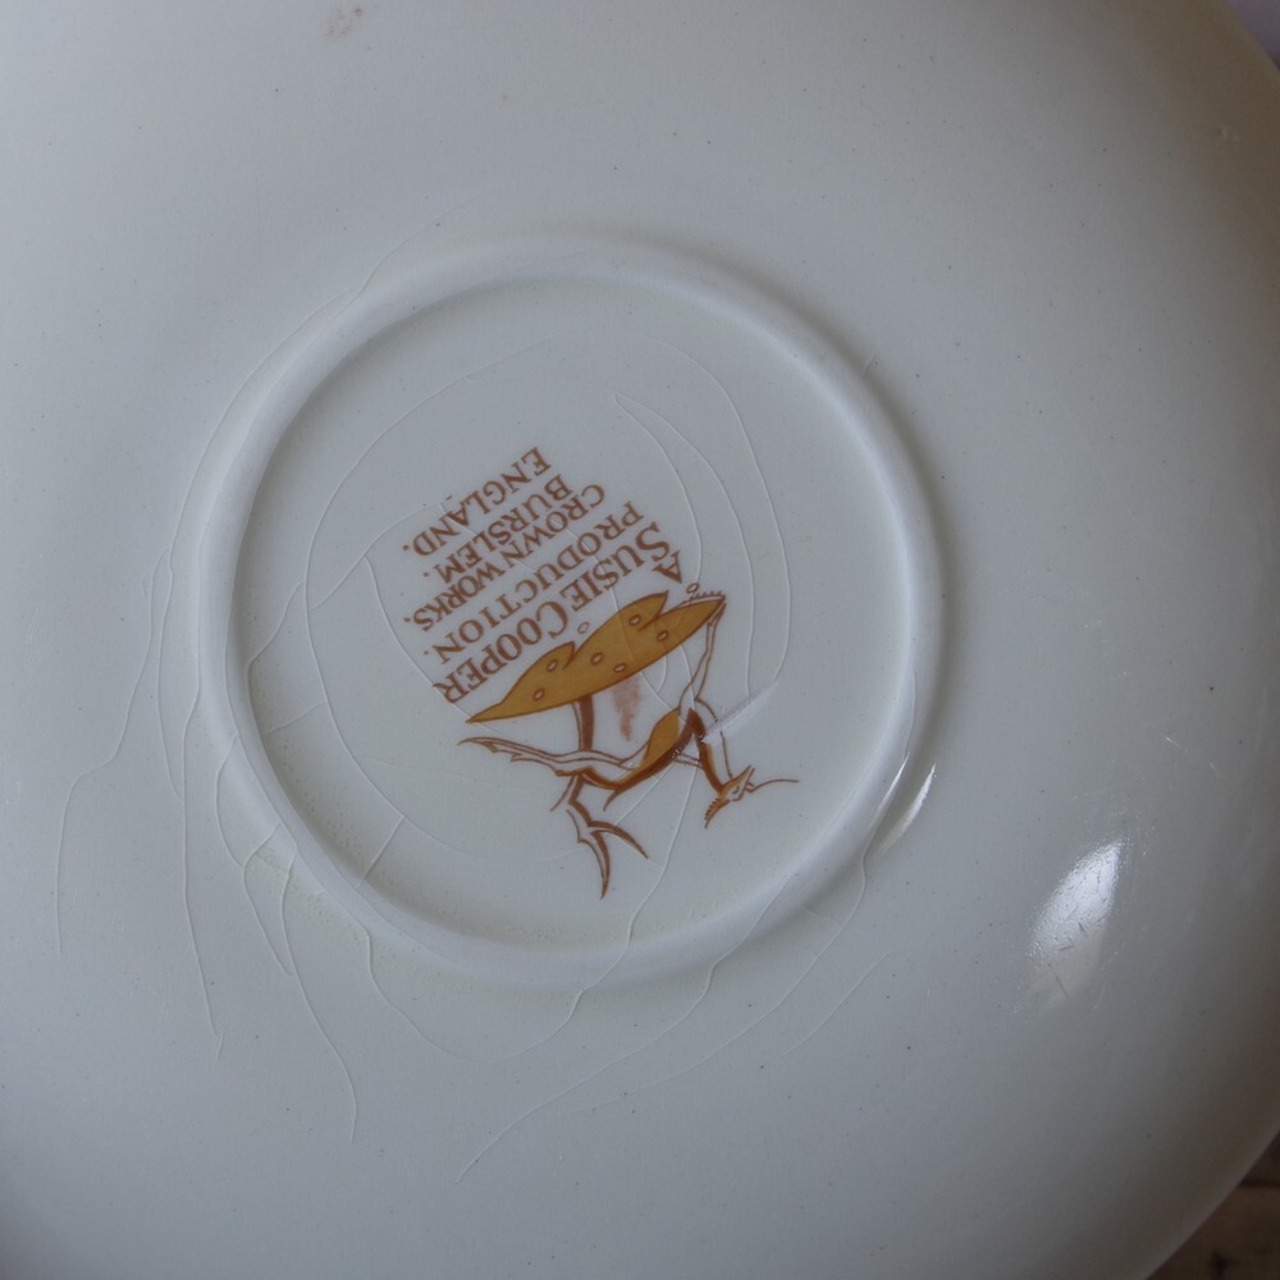 A
SUSIE COOPER
PRODUCTION.
CROWN WORKS.
BURSLEM.
ENGLAND.